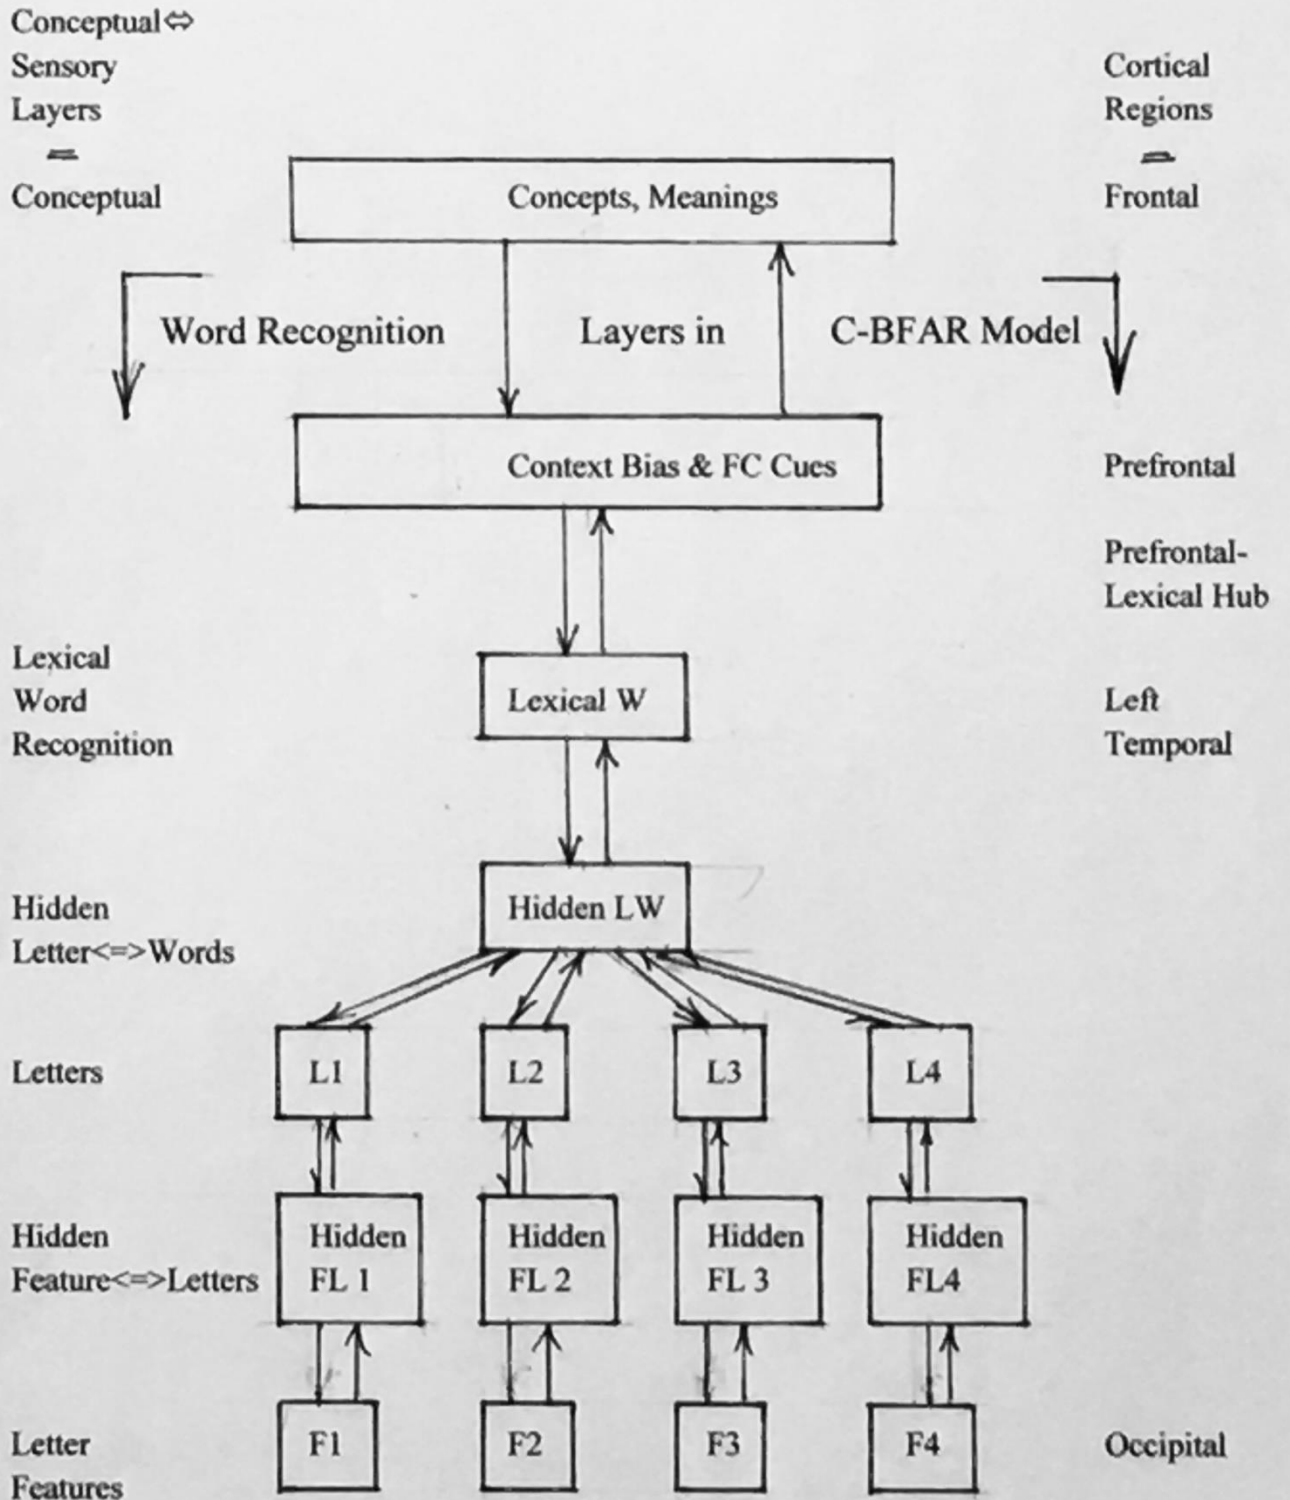 Conceptual⇔
Sensory
Layers
Cortical
Regions
Conceptual
Concepts, Meanings
Frontal
Word Recognition Layers in C-BFAR Model
Context Bias & FC Cues
Prefrontal
Prefrontal-
Lexical Hub
Lexical
Word
Recognition
Lexical W
Left
Temporal
Hidden
Letter<=>Words
Hidden LW
Letters
L1
L2
L3
L4
Hidden
Feature<=>Letters
Hidden
FL 1
Hidden
FL 2
Hidden
FL 3
Hidden
FL4
Letter
Features
F1
F2
F3
F4
Occipital